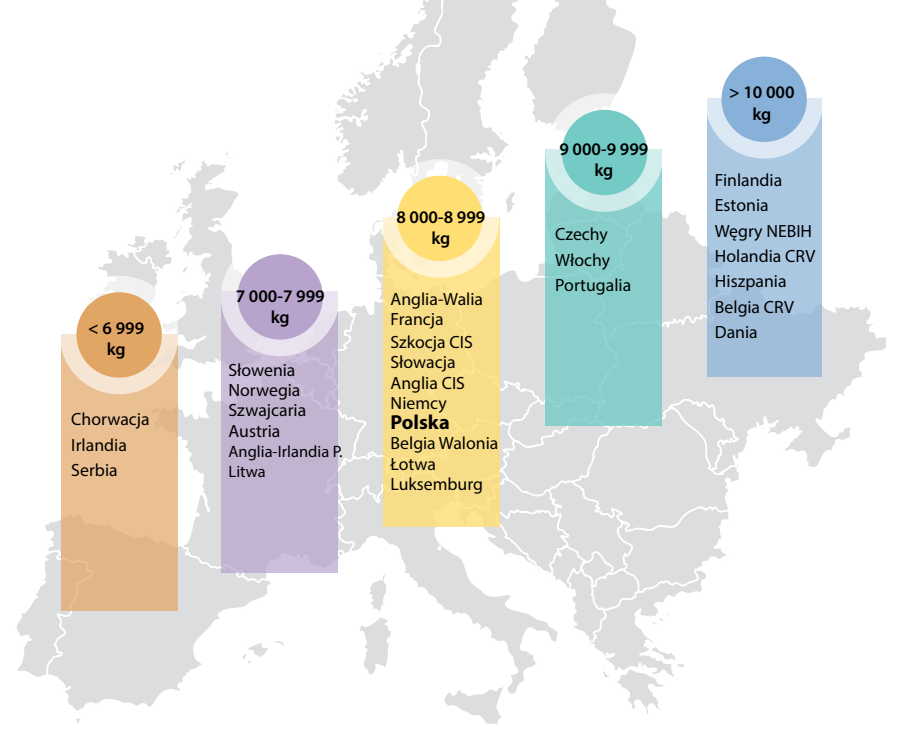 < 6 999
kg
Chorwacja
Irlandia
Serbia
7 000-7 999
kg
Słowenia
Norwegia
Szwajcaria
Austria
Anglia-Irlandia P.
Litwa
8 000-8 999
kg
Anglia-Walia
Francja
Szkocja CIS
Słowacja
Anglia CIS
Niemcy
Polska
Belgia Walonia
Łotwa
Luksemburg
9 000-9 999
kg
Czechy
Włochy
Portugalia
> 10 000
kg
Finlandia
Estonia
Węgry NEBIH
Holandia CRV
Hiszpania
Belgia CRV
Dania